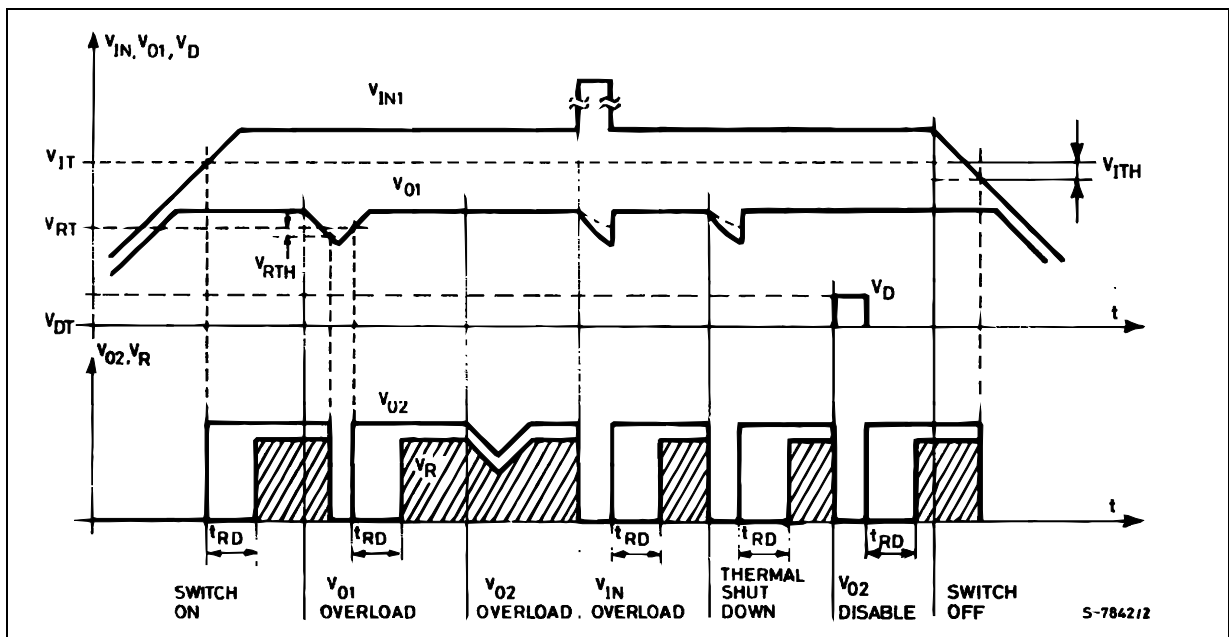 VIN, VO1, VD
VIN1
VIT
VITH
VO1
VRT
VRTH
VD
VDT
t
VO2, VR
VO2
VR
t
tRD
tRD
tRD
tRD
tRD
SWITCH ON
VO1 OVERLOAD
VO2 OVERLOAD.
VIN OVERLOAD
THERMAL SHUT DOWN
VO2 DISABLE
SWITCH OFF
S-7842/2